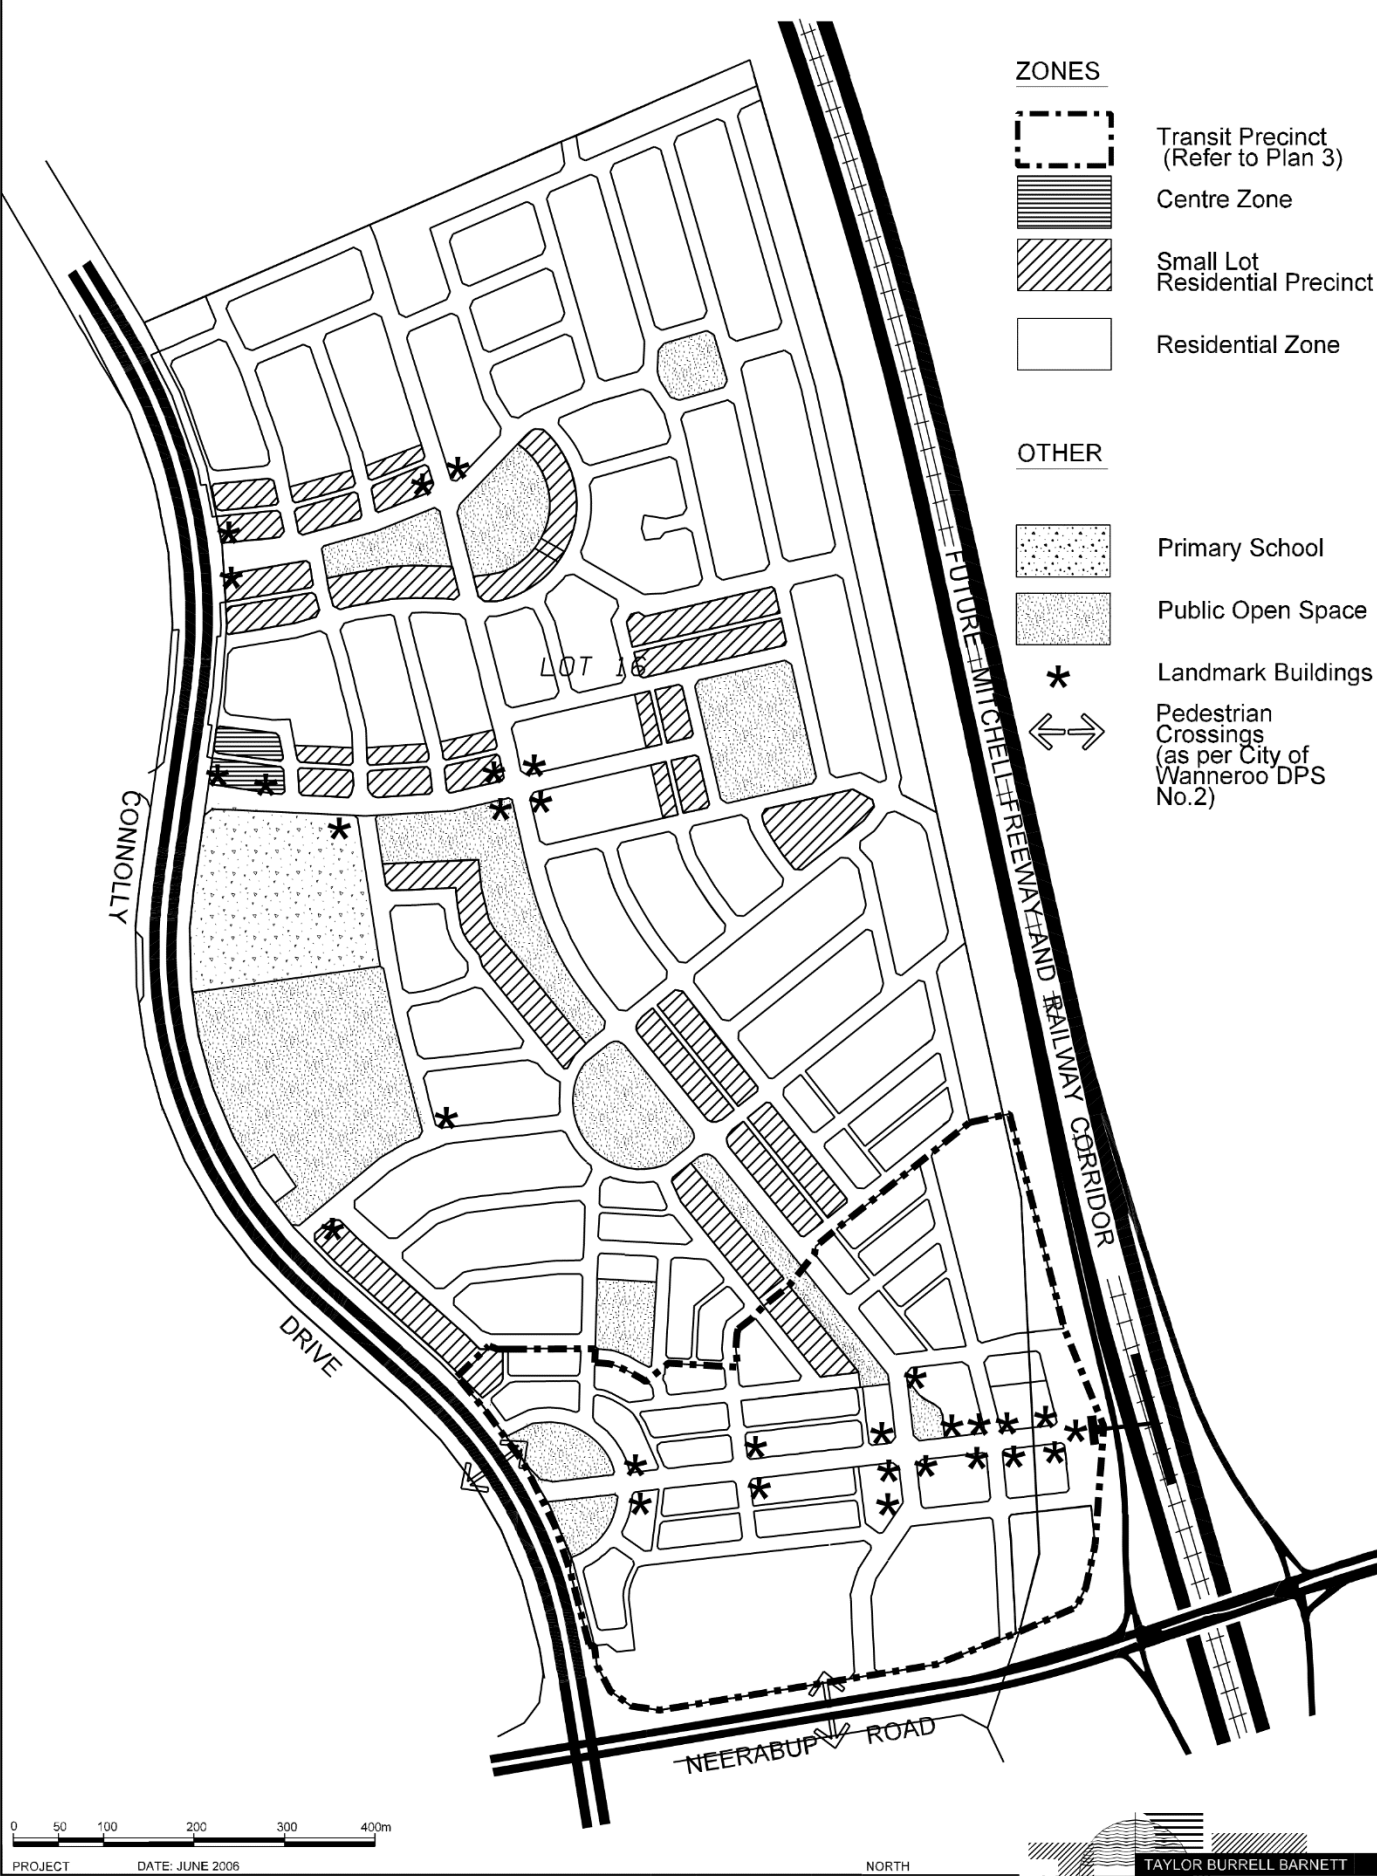 ZONES
Transit Precinct
(Refer to Plan 3)
Centre Zone
Small Lot
Residential Precinct
Residential Zone
OTHER
Primary School
Public Open Space
Landmark Buildings
Pedestrian
Crossings
(as per City of
Wanneroo DPS
No.2)
LOT 16
FUTURE MITCHELL FREEWAY AND RAILWAY CORRIDOR
CONNOLLY
DRIVE
NEERABUP ROAD
0 50 100 200 300 400m
PROJECT DATE: JUNE 2006 NORTH
TAYLOR BURRELL BARNETT